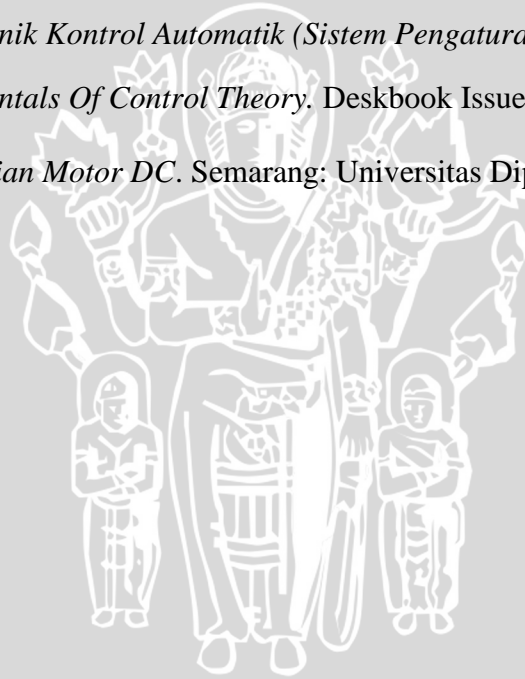 nik Kontrol Automatik (Sistem Pengatura
ntals Of Control Theory. Deskbook Issue
ian Motor DC. Semarang: Universitas Dip